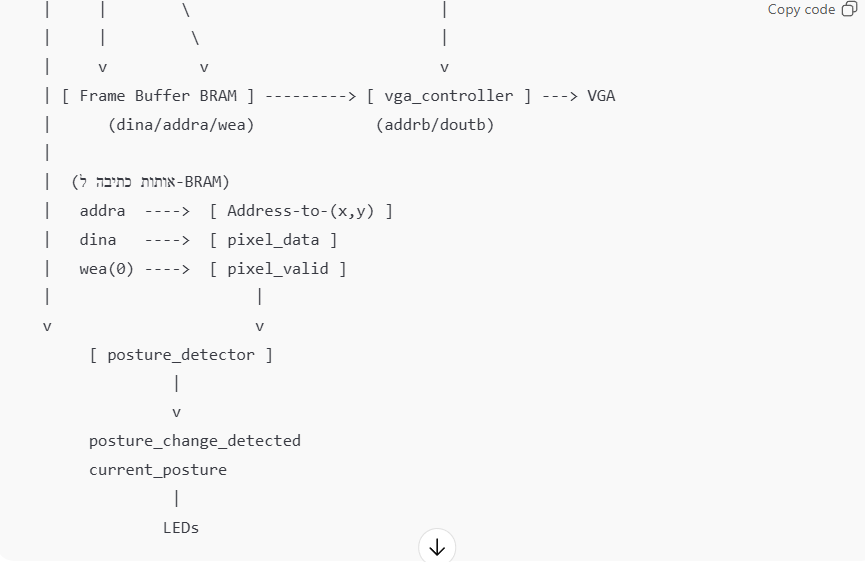 Copy code
|     |        \                            |
|     |         \                           |
|     v          v                          v
| [ Frame Buffer BRAM ] ---------> [ vga_controller ] ---> VGA
|      (dina/addra/wea)             (addrb/doutb)
|
|  (אותות כתיבה ל-BRAM)
|   addra  ---->  [ Address-to-(x,y) ]
|   dina   ---->  [ pixel_data ]
|   wea(0) ---->  [ pixel_valid ]
|                       |
v                       v
[ posture_detector ]
|
v
posture_change_detected
current_posture
|
LEDs